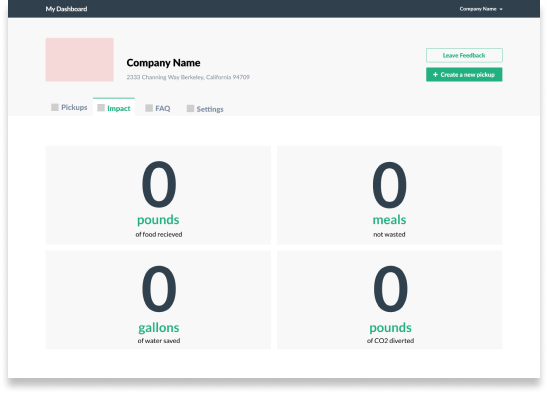 My Dashboard
Company Name
Company Name
2333 Channing Way Berkeley, California 94709
Leave Feedback
+ Create a new pickup
Pickups
Impact
FAQ
Settings
0
pounds
of food recieved
0
meals
not wasted
0
gallons
of water saved
0
pounds
of CO2 diverted